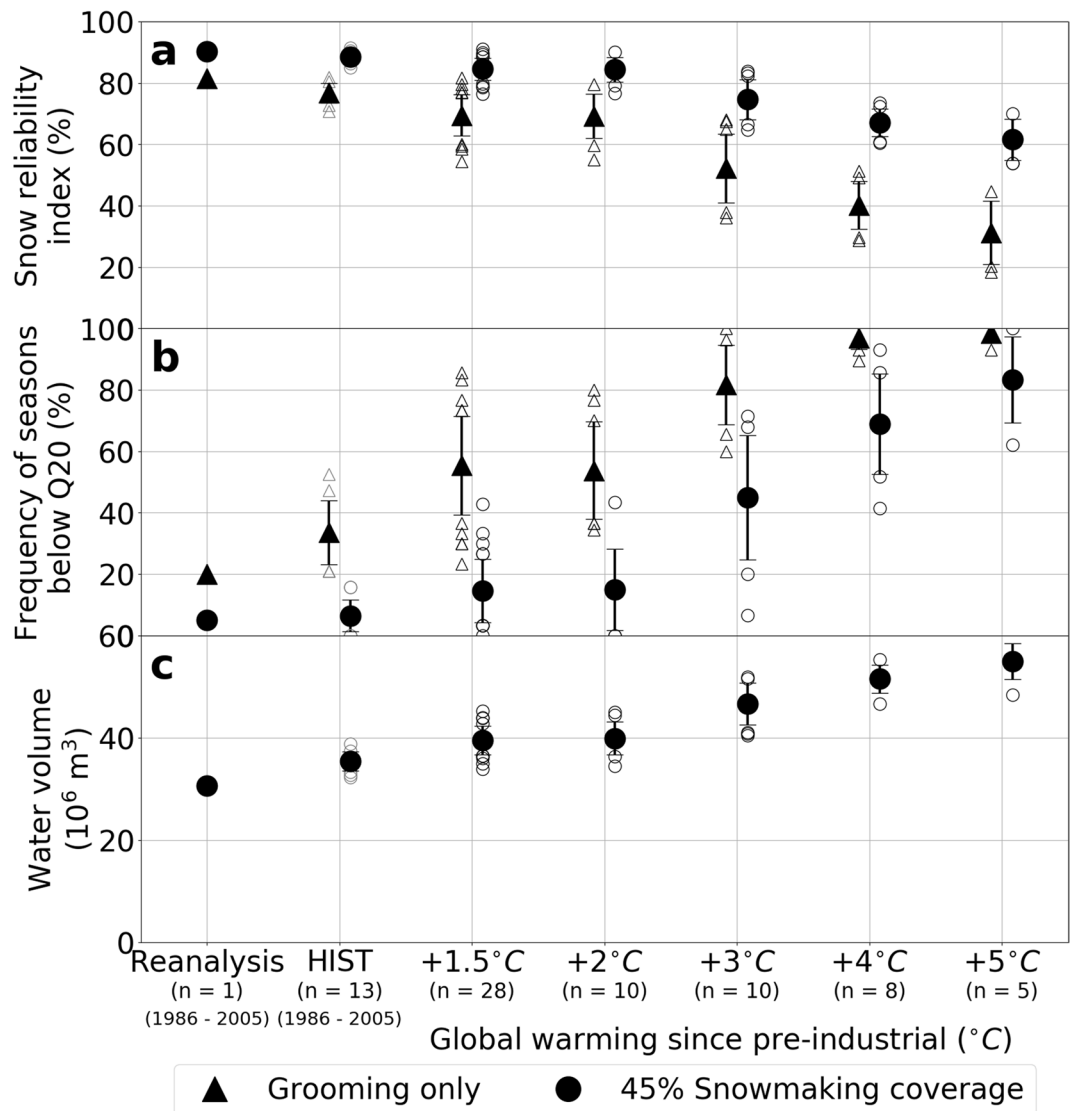 a
Snow reliability
index (%)
100
80
60
40
20
b
Frequency of seasons
below Q20 (%)
100
80
60
40
20
c
Water volume
(10⁶ m³)
60
40
20
0
Reanalysis HIST +1.5°C +2°C +3°C +4°C +5°C
(n = 1) (n = 13) (n = 28) (n = 10) (n = 10) (n = 8) (n = 5)
(1986 - 2005) (1986 - 2005)
Global warming since pre-industrial (°C)
Grooming only 45% Snowmaking coverage